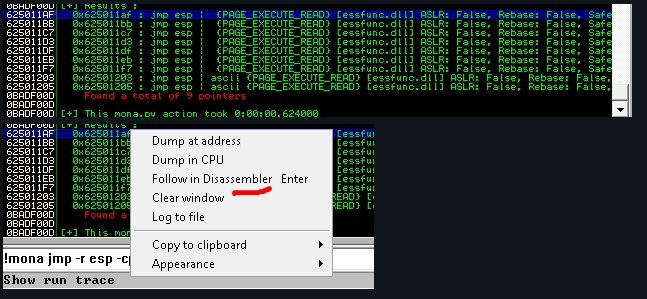 0BADF00D [+] Results :
625011AF 0x625011af : jmp esp | {PAGE_EXECUTE_READ} [essfunc.dll] ASLR: False, Rebase: False, Safe
625011BB 0x625011bb : jmp esp | {PAGE_EXECUTE_READ} [essfunc.dll] ASLR: False, Rebase: False, Safe
625011C7 0x625011c7 : jmp esp | {PAGE_EXECUTE_READ} [essfunc.dll] ASLR: False, Rebase: False, Safe
625011D3 0x625011d3 : jmp esp | {PAGE_EXECUTE_READ} [essfunc.dll] ASLR: False, Rebase: False, Safe
625011DF 0x625011df : jmp esp | {PAGE_EXECUTE_READ} [essfunc.dll] ASLR: False, Rebase: False, Safe
625011EB 0x625011eb : jmp esp | {PAGE_EXECUTE_READ} [essfunc.dll] ASLR: False, Rebase: False, Safe
625011F7 0x625011f7 : jmp esp | {PAGE_EXECUTE_READ} [essfunc.dll] ASLR: False, Rebase: False, Safe
62501203 0x62501203 : jmp esp | ascii {PAGE_EXECUTE_READ} [essfunc.dll] ASLR: False, Rebase: False,
62501205 0x62501205 : jmp esp | ascii {PAGE_EXECUTE_READ} [essfunc.dll] ASLR: False, Rebase: False,
0BADF00D Found a total of 9 pointers
0BADF00D
0BADF00D [+] This mona.py action took 0:00:00.624000
0BADF00D [+] Results :
625011AF 0x625011af [essfu
625011BB 0x625011bb [essfu
625011C7 0x625011c7 [essfu
625011D3 0x625011d3 [essfu
625011DF 0x625011df [essfu
625011EB 0x625011eb [essfu
625011F7 0x625011f7 [essfu
62501203 0x62501203 READ} [e
62501205 0x62501205 READ} [e
0BADF00D Found a
0BADF00D
0BADF00D [+] This mon
Dump at address
Dump in CPU
Follow in Disassembler Enter
Clear window
Log to file
Copy to clipboard
Appearance
!mona jmp -r esp -cp
Show run trace